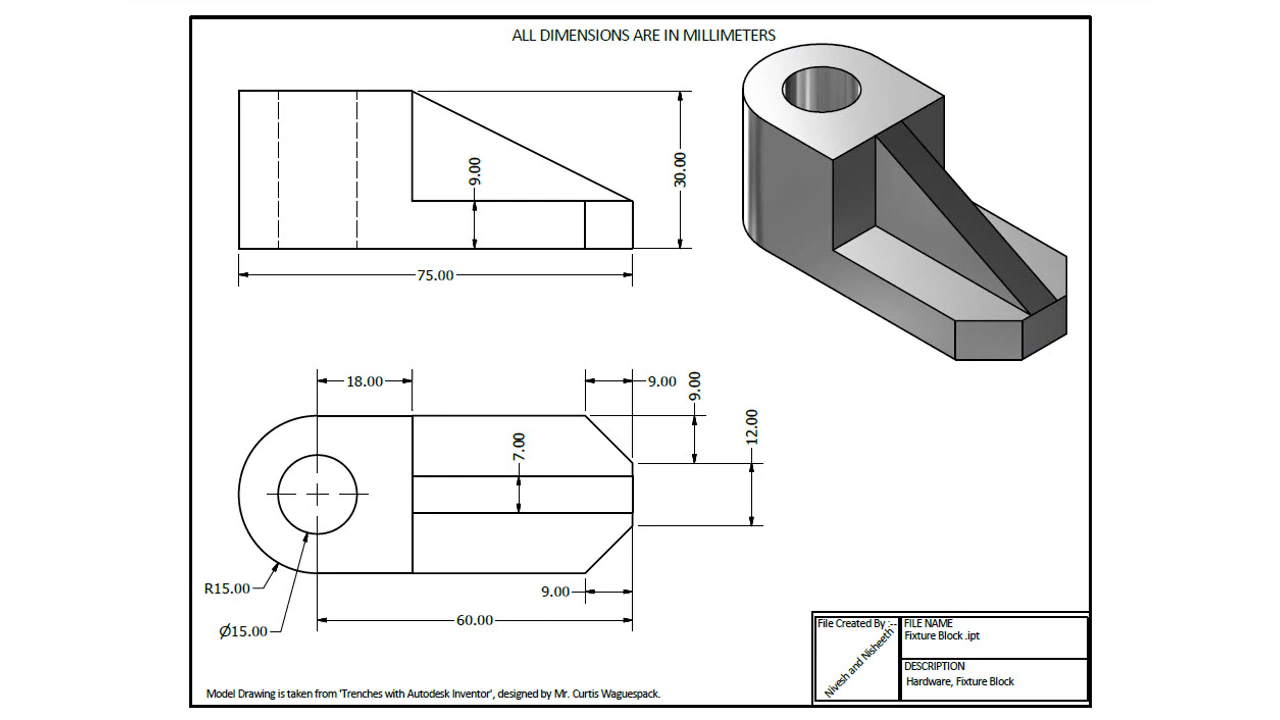 ALL DIMENSIONS ARE IN MILLIMETERS
9.00
30.00
75.00
18.00
9.00
9.00
12.00
7.00
R15.00
Ø15.00
9.00
60.00
File Created By :--
Nivesh and Nisheeth
FILE NAME
Fixture Block .ipt
DESCRIPTION
Hardware, Fixture Block
Model Drawing is taken from 'Trenches with Autodesk Inventor', designed by Mr. Curtis Waguespack.